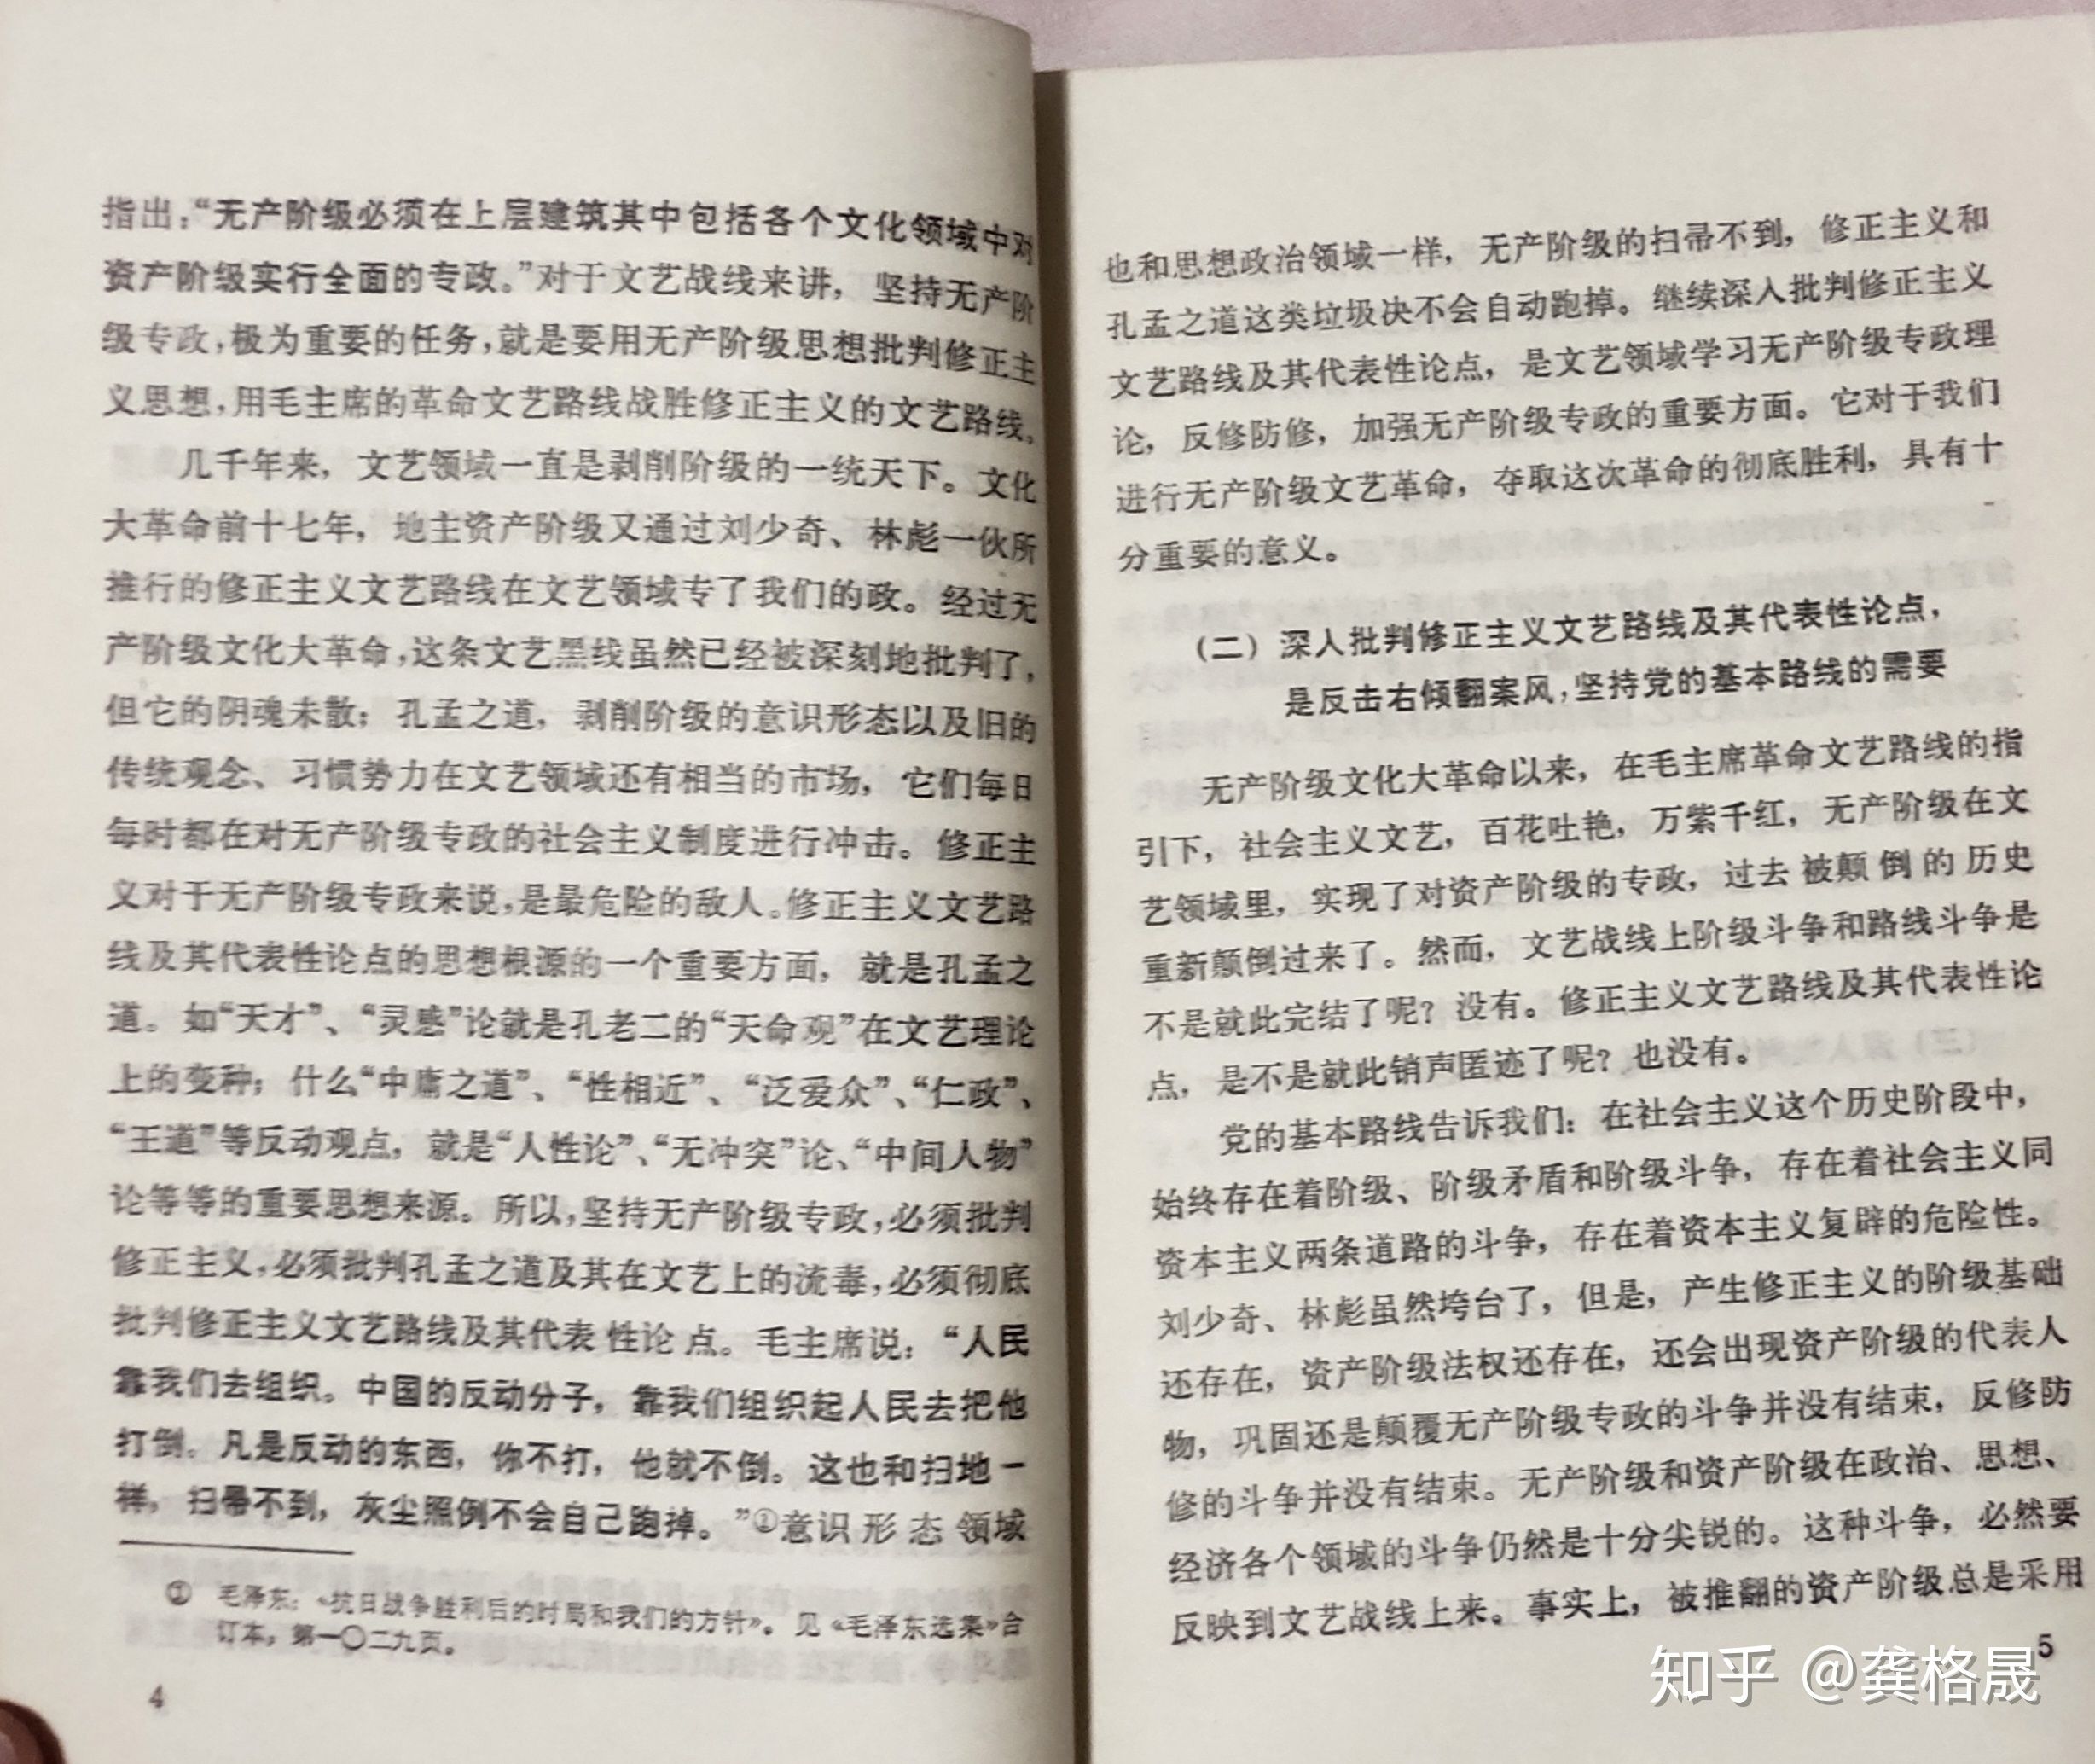 指出：“无产阶级必须在上层建筑其中包括各个文化领域中对
资产阶级实行全面的专政。”对于文艺战线来讲，坚持无产阶
级专政，极为重要的任务，就是要用无产阶级思想批判修正主
义思想，用毛主席的革命文艺路线战胜修正主义的文艺路线。
几千年来，文艺领域一直是剥削阶级的一统天下。文化
大革命前十七年，地主资产阶级又通过刘少奇、林彪一伙所
推行的修正主义文艺路线在文艺领域专了我们的政。经过无
产阶级文化大革命，这条文艺黑线虽然已经被深刻地批判了，
但它的阴魂未散；孔孟之道，剥削阶级的意识形态以及旧的
传统观念、习惯势力在文艺领域还有相当的市场，它们每日
每时都在对无产阶级专政的社会主义制度进行冲击。修正主
义对于无产阶级专政来说，是最危险的敌人。修正主义文艺路
线及其代表性论点的思想根源的一个重要方面，就是孔孟之
道。如“天才”、“灵感”论就是孔老二的“天命观”在文艺理论
上的变种；什么“中庸之道”、“性相近”、“泛爱众”、“仁政”、
“王道”等反动观点，就是“人性论”、“无冲突”论、“中间人物”
论等等的重要思想来源。所以，坚持无产阶级专政，必须批判
修正主义，必须批判孔孟之道及其在文艺上的流毒，必须彻底
批判修正主义文艺路线及其代表性论点。毛主席说：“人民
靠我们去组织。中国的反动分子，靠我们组织起人民去把他
打倒。凡是反动的东西，你不打，他就不倒。这也和扫地一
样，扫帚不到，灰尘照例不会自己跑掉。”①意识形态领域
① 毛泽东：《抗日战争胜利后的时局和我们的方针》。见《毛泽东选集》合
订本，第一〇二九页。
4
也和思想政治领域一样，无产阶级的扫帚不到，修正主义和
孔孟之道这类垃圾决不会自动跑掉。继续深入批判修正主义
文艺路线及其代表性论点，是文艺领域学习无产阶级专政理
论，反修防修，加强无产阶级专政的重要方面。它对于我们
进行无产阶级文艺革命，夺取这次革命的彻底胜利，具有十
分重要的意义。
（二）深入批判修正主义文艺路线及其代表性论点，
是反击右倾翻案风，坚持党的基本路线的需要
无产阶级文化大革命以来，在毛主席革命文艺路线的指
引下，社会主义文艺，百花吐艳，万紫千红，无产阶级在文
艺领域里，实现了对资产阶级的专政，过去被颠倒的历史
重新颠倒过来了。然而，文艺战线上阶级斗争和路线斗争是
不是就此完结了呢？没有。修正主义文艺路线及其代表性论
点，是不是就此销声匿迹了呢？也没有。
党的基本路线告诉我们：在社会主义这个历史阶段中，
始终存在着阶级、阶级矛盾和阶级斗争，存在着社会主义同
资本主义两条道路的斗争，存在着资本主义复辟的危险性。
刘少奇、林彪虽然垮台了，但是，产生修正主义的阶级基础
还存在，资产阶级法权还存在，还会出现资产阶级的代表人
物，巩固还是颠覆无产阶级专政的斗争并没有结束，反修防
修的斗争并没有结束。无产阶级和资产阶级在政治、思想、
经济各个领域的斗争仍然是十分尖锐的。这种斗争，必然要
反映到文艺战线上来。事实上，被推翻的资产阶级总是采用
5
知乎 @龚格晟